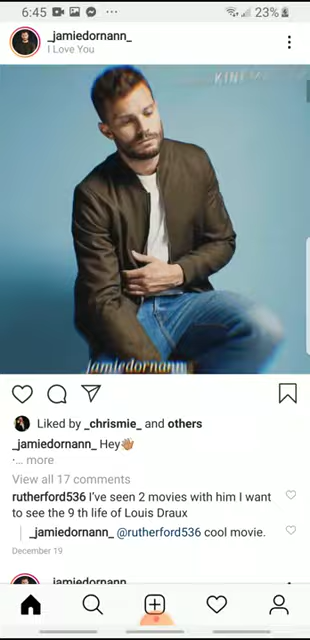 6:45
23%
_jamiedornann_
I Love You
KINEM
jamiedornann
Liked by _chrismie_ and others
_jamiedornann_ Hey👋🏽
·... more
View all 17 comments
rutherford536 I've seen 2 movies with him I want
to see the 9 th life of Louis Draux
_jamiedornann_ @rutherford536 cool movie.
December 19
jamiedornann